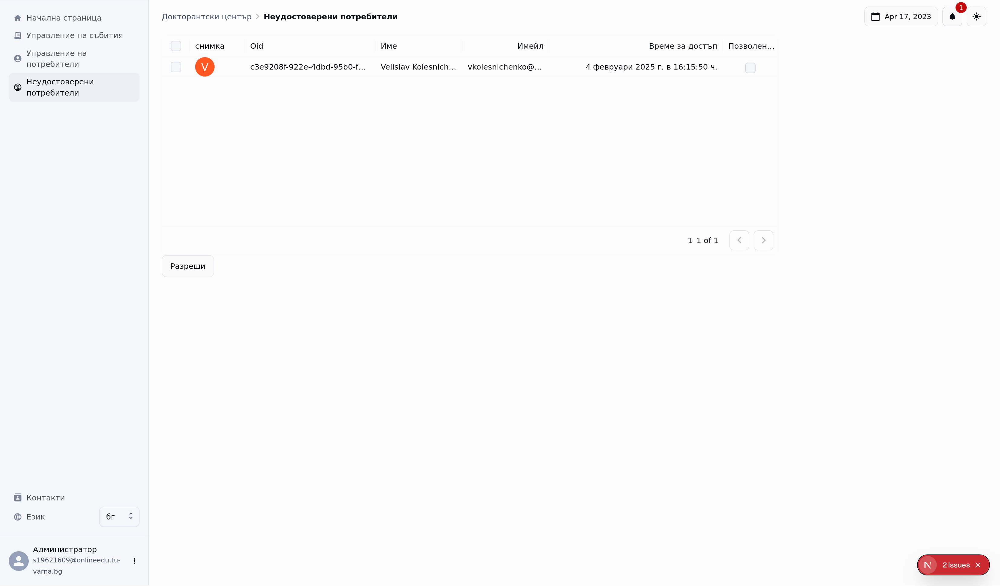 Начална страница
Управление на събития
Управление на
потребители
Неудостоверени
потребители
Контакти
Език
бг
Администратор
s19621609@onlineedu.tu-
varna.bg
Докторантски център
Неудостоверени потребители
Apr 17, 2023
1
снимка Oid Име Имейл Време за достъп Позволен…
V c3e9208f-922e-4dbd-95b0-f… Velislav Kolesnich… vkolesnichenko@… 4 февруари 2025 г. в 16:15:50 ч.
1–1 of 1
Разреши
N 2 Issues